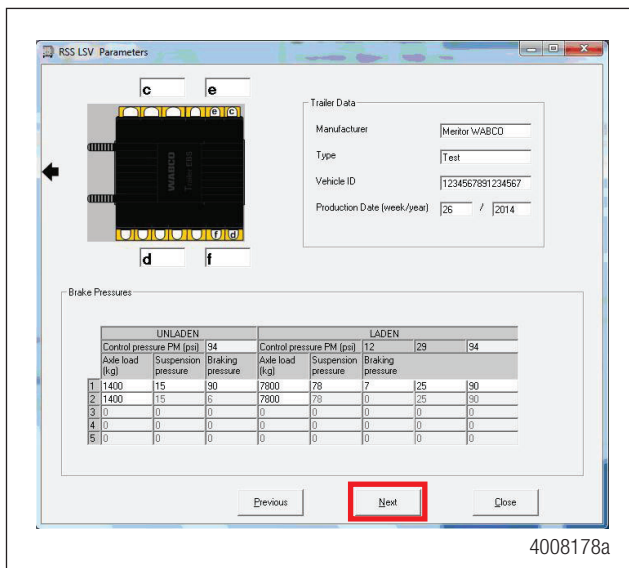 RSS LSV Parameters
c e
Trailer Data
Manufacturer Meritor WABCO
Type Test
Vehicle ID 1234567891234567
Production Date (week/year) 26 / 2014
e c
WABCO
Trailer EBS
f d
d f
Brake Pressures
UNLADEN LADEN
Control pressure PM (psi) 94 Control pressure PM (psi) 12 29 94
Axle load (kg) Suspension pressure Braking pressure Axle load (kg) Suspension pressure Braking pressure
1 1400 15 90 7800 78 7 25 90
2 1400 15 6 7800 78 0 25 90
3 0 0 0 0 0 0 0 0
4 0 0 0 0 0 0 0 0
5 0 0 0 0 0 0 0 0
Previous Next Close
4008178a